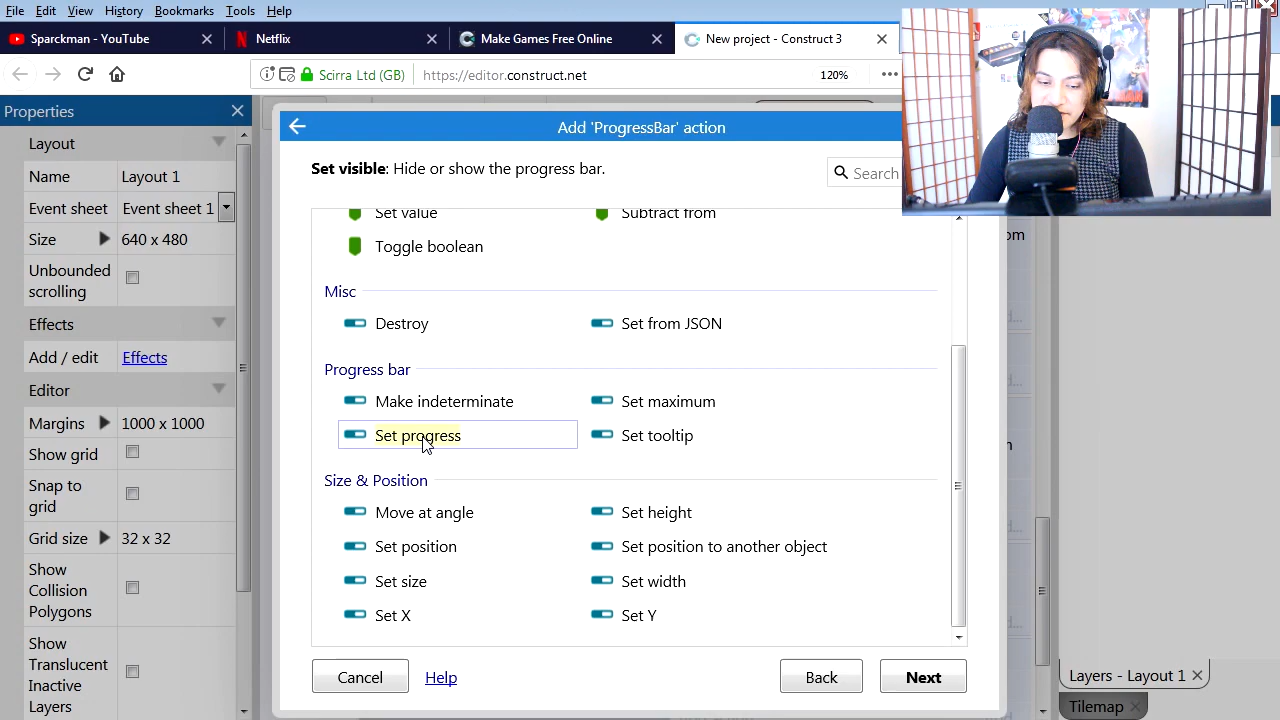 File Edit View History Bookmarks Tools Help
Sparckman - YouTube
Netflix
Make Games Free Online
New project - Construct 3
Scirra Ltd (GB)
https://editor.construct.net
120%
Properties
Add 'ProgressBar' action
Layout
Name Layout 1
Event sheet Event sheet 1
Size 640 x 480
Unbounded
scrolling
Effects
Add / edit Effects
Editor
Margins 1000 x 1000
Show grid
Snap to
grid
Grid size 32 x 32
Show
Collision
Polygons
Show
Translucent
Inactive
Layers
Set visible: Hide or show the progress bar.
Search
Set value
Subtract from
Toggle boolean
Misc
Destroy
Set from JSON
Progress bar
Make indeterminate
Set maximum
Set progress
Set tooltip
Size & Position
Move at angle
Set height
Set position
Set position to another object
Set size
Set width
Set X
Set Y
Cancel
Help
Back
Next
Layers - Layout 1
Tilemap